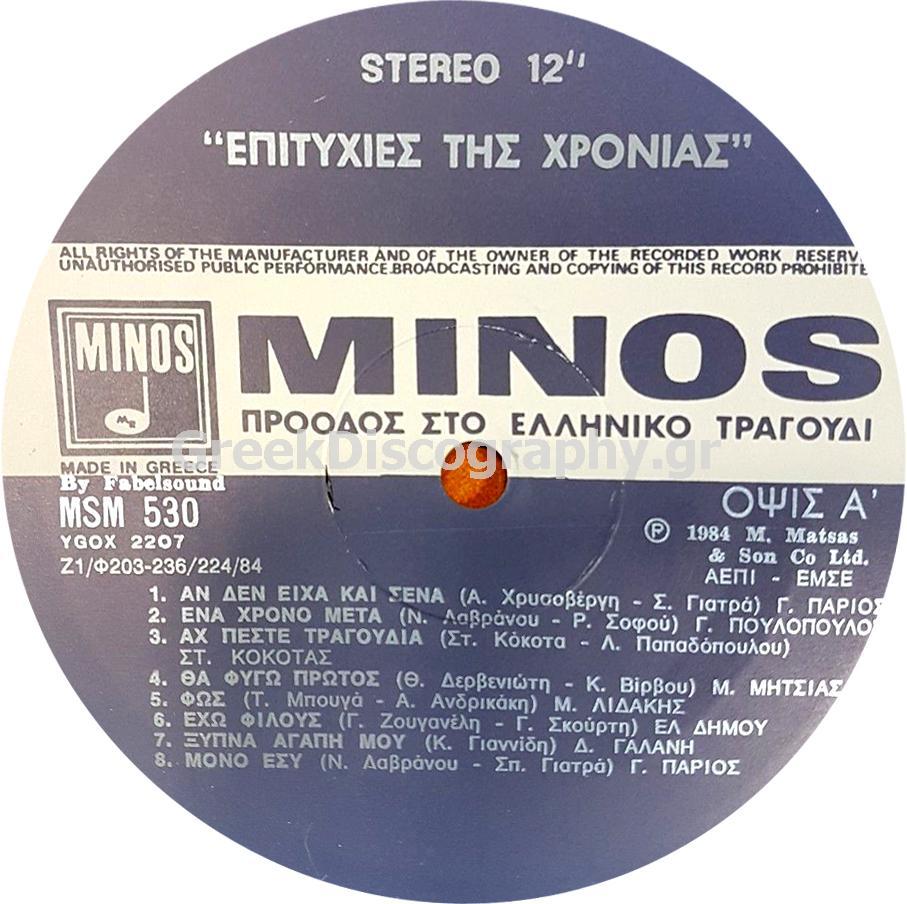 STEREO 12"
"ΕΠΙΤΥΧΙΕΣ ΤΗΣ ΧΡΟΝΙΑΣ"
ALL RIGHTS OF THE MANUFACTURER AND OF THE OWNER OF THE RECORDED WORK RESERV
UNAUTHORISED PUBLIC PERFORMANCE.BROADCASTING AND COPYING OF THIS RECORD PROHIBITE
MINOS
MINOS
ΠΡΟΟΔΟΣ ΣΤΟ ΕΛΛΗΝΙΚΟ ΤΡΑΓΟΥΔΙ
GreekDiscography.gr
MADE IN GREECE
By Fabelsound
MSM 530
YGOX 2207
Ζ1/Φ203-236/224/84
ΟΨΙΣ Α'
Ⓟ 1984 M. Matsas
& Son Co Ltd.
ΑΕΠΙ - ΕΜΣΕ
1. ΑΝ ΔΕΝ ΕΙΧΑ ΚΑΙ ΣΕΝΑ (Α. Χρυσοβέργη - Σ. Γιατρά) Γ. ΠΑΡΙΟΣ
2. ΕΝΑ ΧΡΟΝΟ ΜΕΤΑ (Ν. Λαβράνου - Ρ. Σοφού) Γ. ΠΟΥΛΟΠΟΥΛΟ
3. ΑΧ ΠΕΣΤΕ ΤΡΑΓΟΥΔΙΑ (Στ. Κόκοτα - Λ. Παπαδόπουλου)
ΣΤ. ΚΟΚΟΤΑΣ
4. ΘΑ ΦΥΓΩ ΠΡΩΤΟΣ (Θ. Δερβενιώτη - Κ. Βίρβου) Μ. ΜΗΤΣΙΑΣ
5. ΦΩΣ (Τ. Μπουγά - Α. Ανδρικάκη) Μ. ΛΙΔΑΚΗΣ
6. ΕΧΩ ΦΙΛΟΥΣ (Γ. Ζουγανέλη - Γ. Σκούρτη) ΕΛ ΔΗΜΟΥ
7. ΞΥΠΝΑ ΑΓΑΠΗ ΜΟΥ (Κ. Γιαννίδη) Δ. ΓΑΛΑΝΗ
8. ΜΟΝΟ ΕΣΥ (Ν. Λαβράνου - Σπ. Γιατρά) Γ. ΠΑΡΙΟΣ